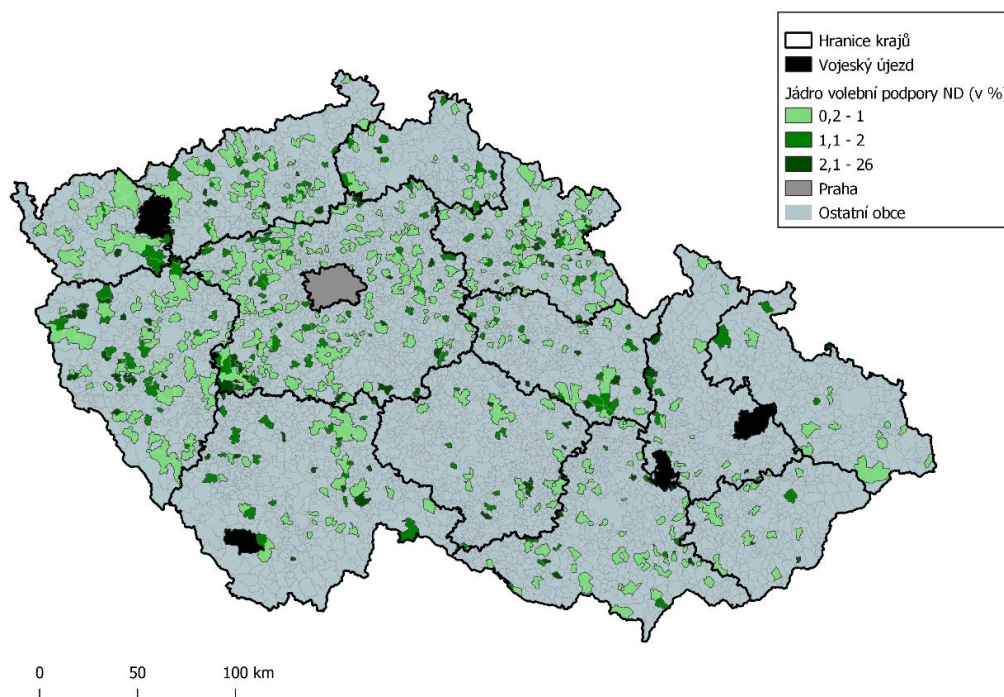 Hranice krajů
Vojeský újezd
Jádro volební podpory ND (v %)
0,2 - 1
1,1 - 2
2,1 - 26
Praha
Ostatní obce
0 50 100 km